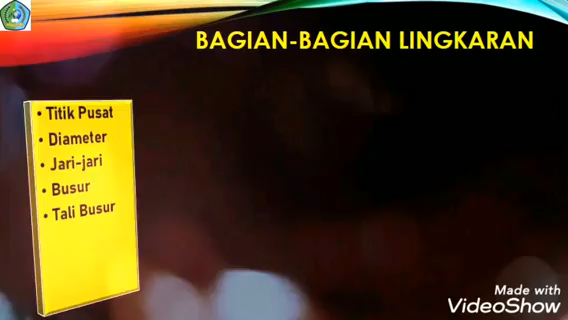 BAGIAN-BAGIAN LINGKARAN
• Titik Pusat
• Diameter
• Jari-jari
• Busur
• Tali Busur
Made with
VideoShow